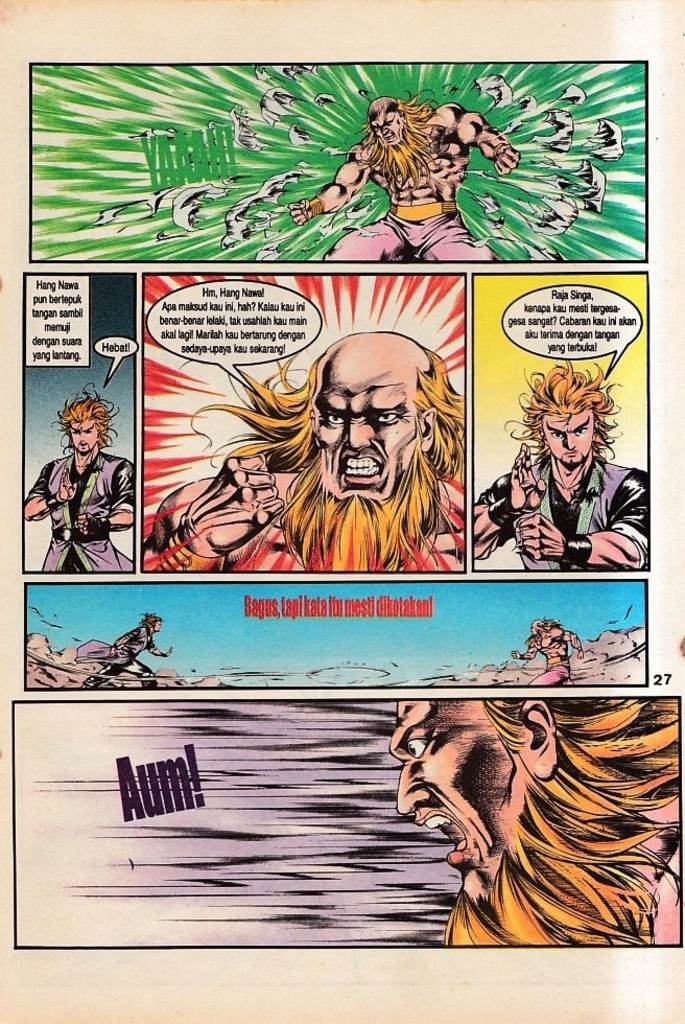 YARAH!
Hang Nawa
pun bertepuk
tangan sambil
memuji
dengan suara
yang lantang.
Hebat!
Hm, Hang Nawa!
Apa maksud kau ini, hah? Kalau kau ini
benar-benar lelaki, tak usahlah kau main
akal lagi! Marilah kau bertarung dengan
sedaya-upaya kau sekarang!
Raja Singa,
kenapa kau mesti tergesa-
gesa sangat? Cabaran kau ini akan
aku terima dengan tangan
yang terbuka!
Bagus, tapi kata itu mesti dikotakan!
27
Aum!